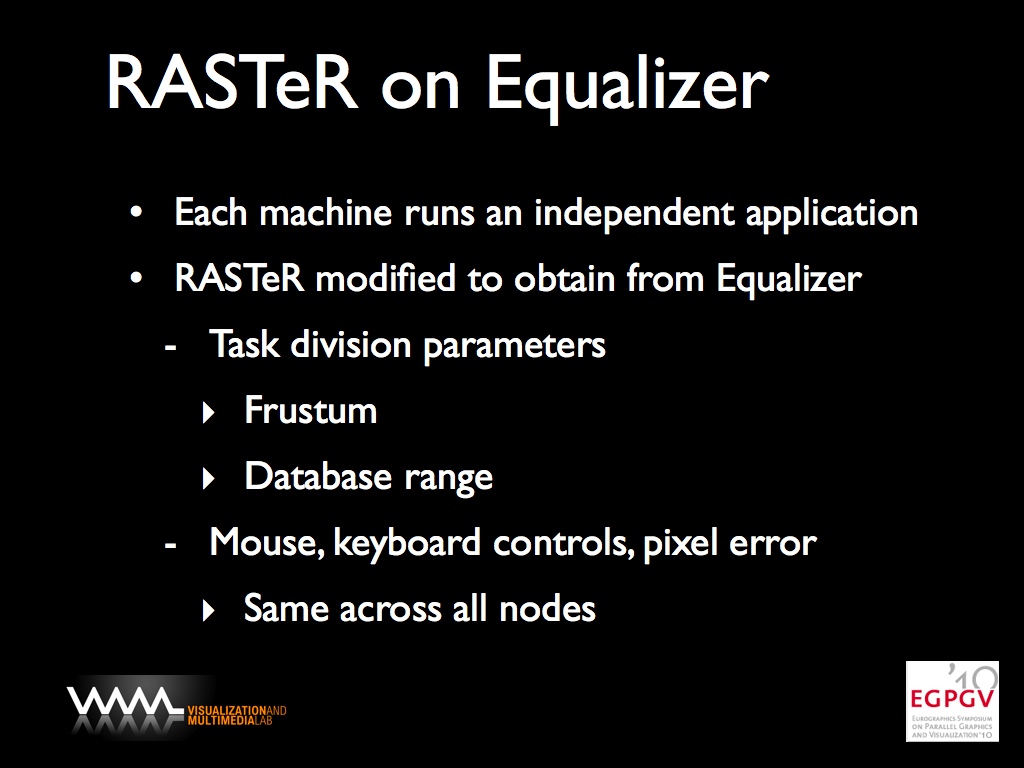 RASTeR on Equalizer
• Each machine runs an independent application
• RASTeR modified to obtain from Equalizer
- Task division parameters
‣ Frustum
‣ Database range
- Mouse, keyboard controls, pixel error
‣ Same across all nodes
VMML
VISUALIZATIONAND
MULTIMEDIALAB
'10
EGPGV
Eurographics Symposium
on Parallel Graphics
and Visualization'10